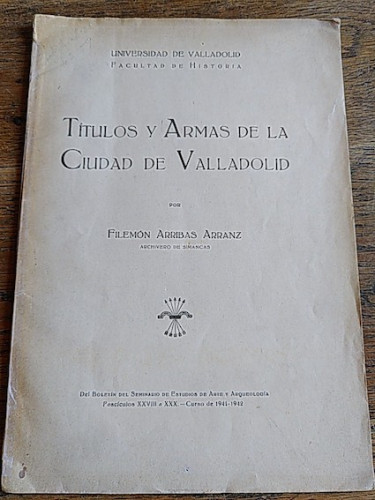 UNIVERSIDAD DE VALLADOLID
FACULTAD DE HISTORIA
TÍTULOS Y ARMAS DE LA
CIUDAD DE VALLADOLID
POR
FILEMÓN ARRIBAS ARRANZ
ARCHIVERO DE SIMANCAS
Del Boletín del Seminario de Estudios de Arte y Arqueología
Fascículos XXVIII a XXX.—Curso de 1941-1942